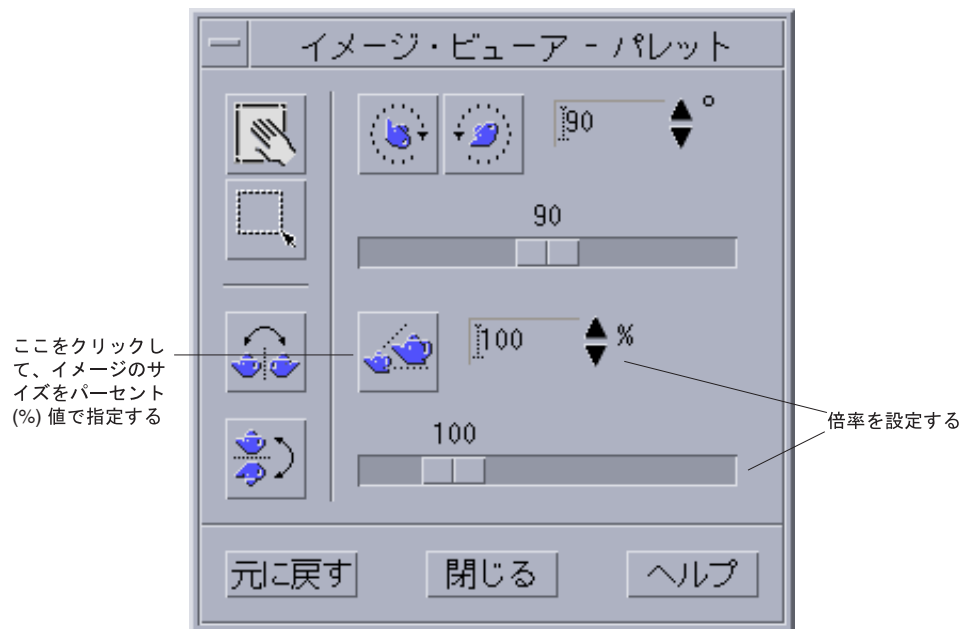 イメージ・ビューア - パレット
90 °
90
ここをクリックし
て、イメージのサ
イズをパーセント
(%) 値で指定する
100 %
倍率を設定する
100
元に戻す 閉じる ヘルプ